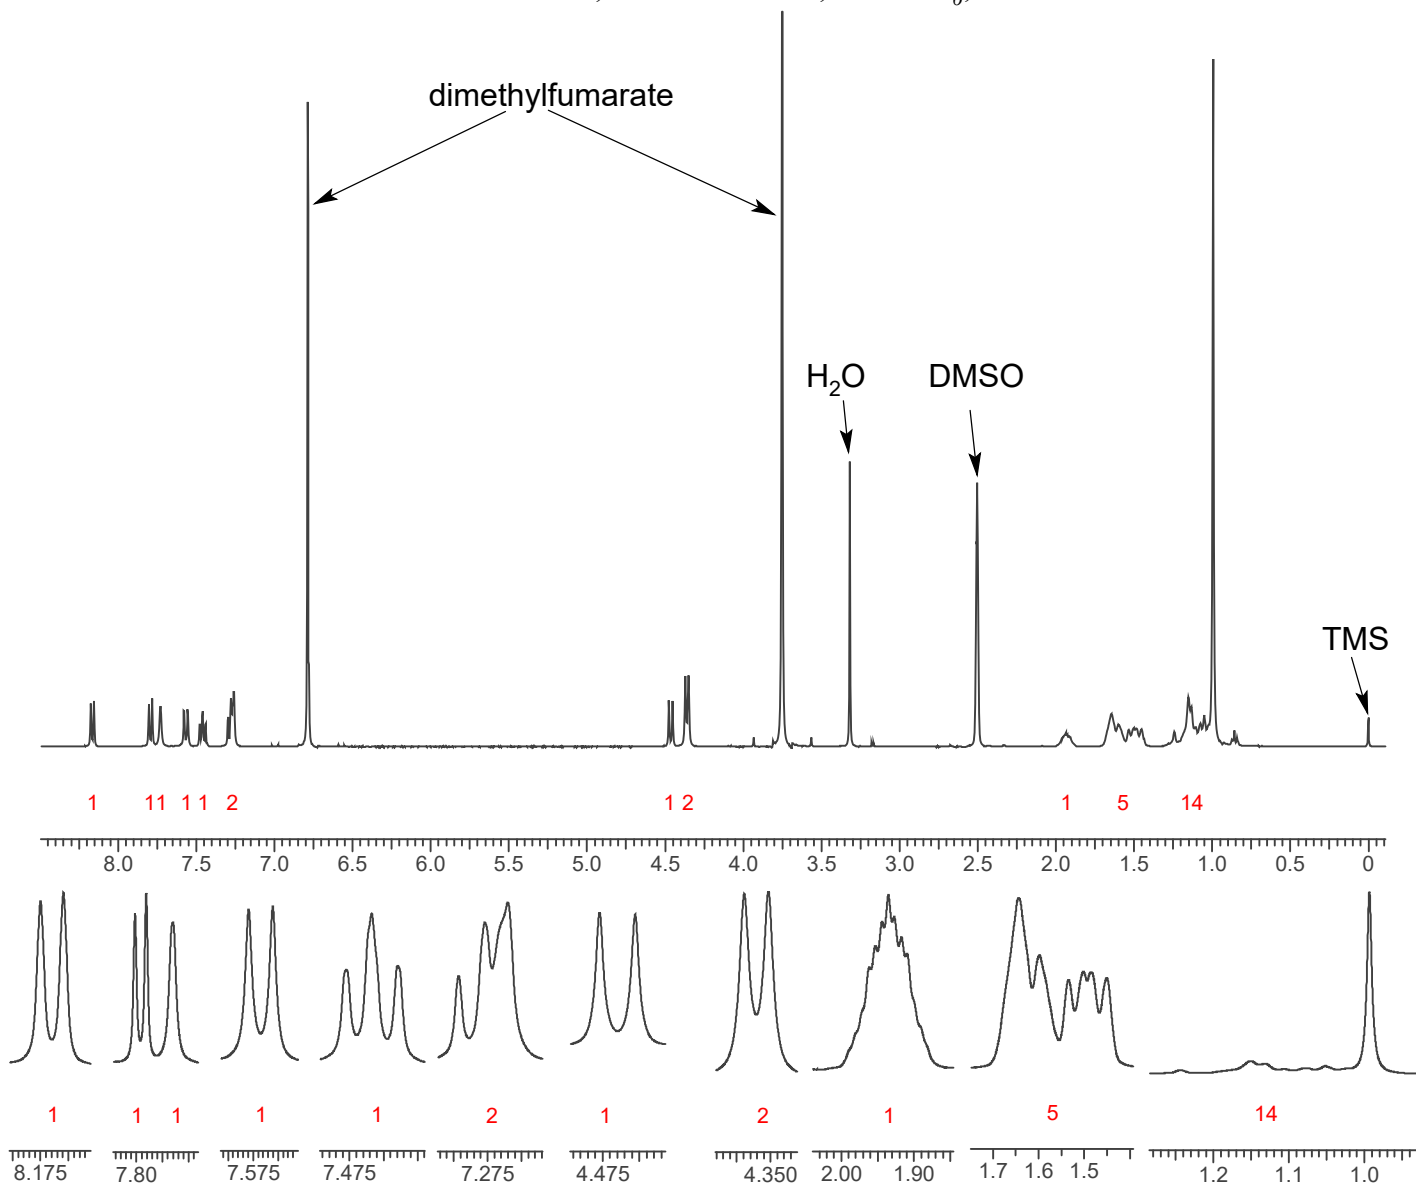 dimethylfumarate
H₂O
DMSO
TMS
1 11 1 1 2 1 2 1 5 14
8.0 7.5 7.0 6.5 6.0 5.5 5.0 4.5 4.0 3.5 3.0 2.5 2.0 1.5 1.0 0.5 0
1 1 1 1 1 2 1 2 1 5 14
8.175 7.80 7.575 7.475 7.275 4.475 4.350 2.00 1.90 1.7 1.6 1.5 1.2 1.1 1.0